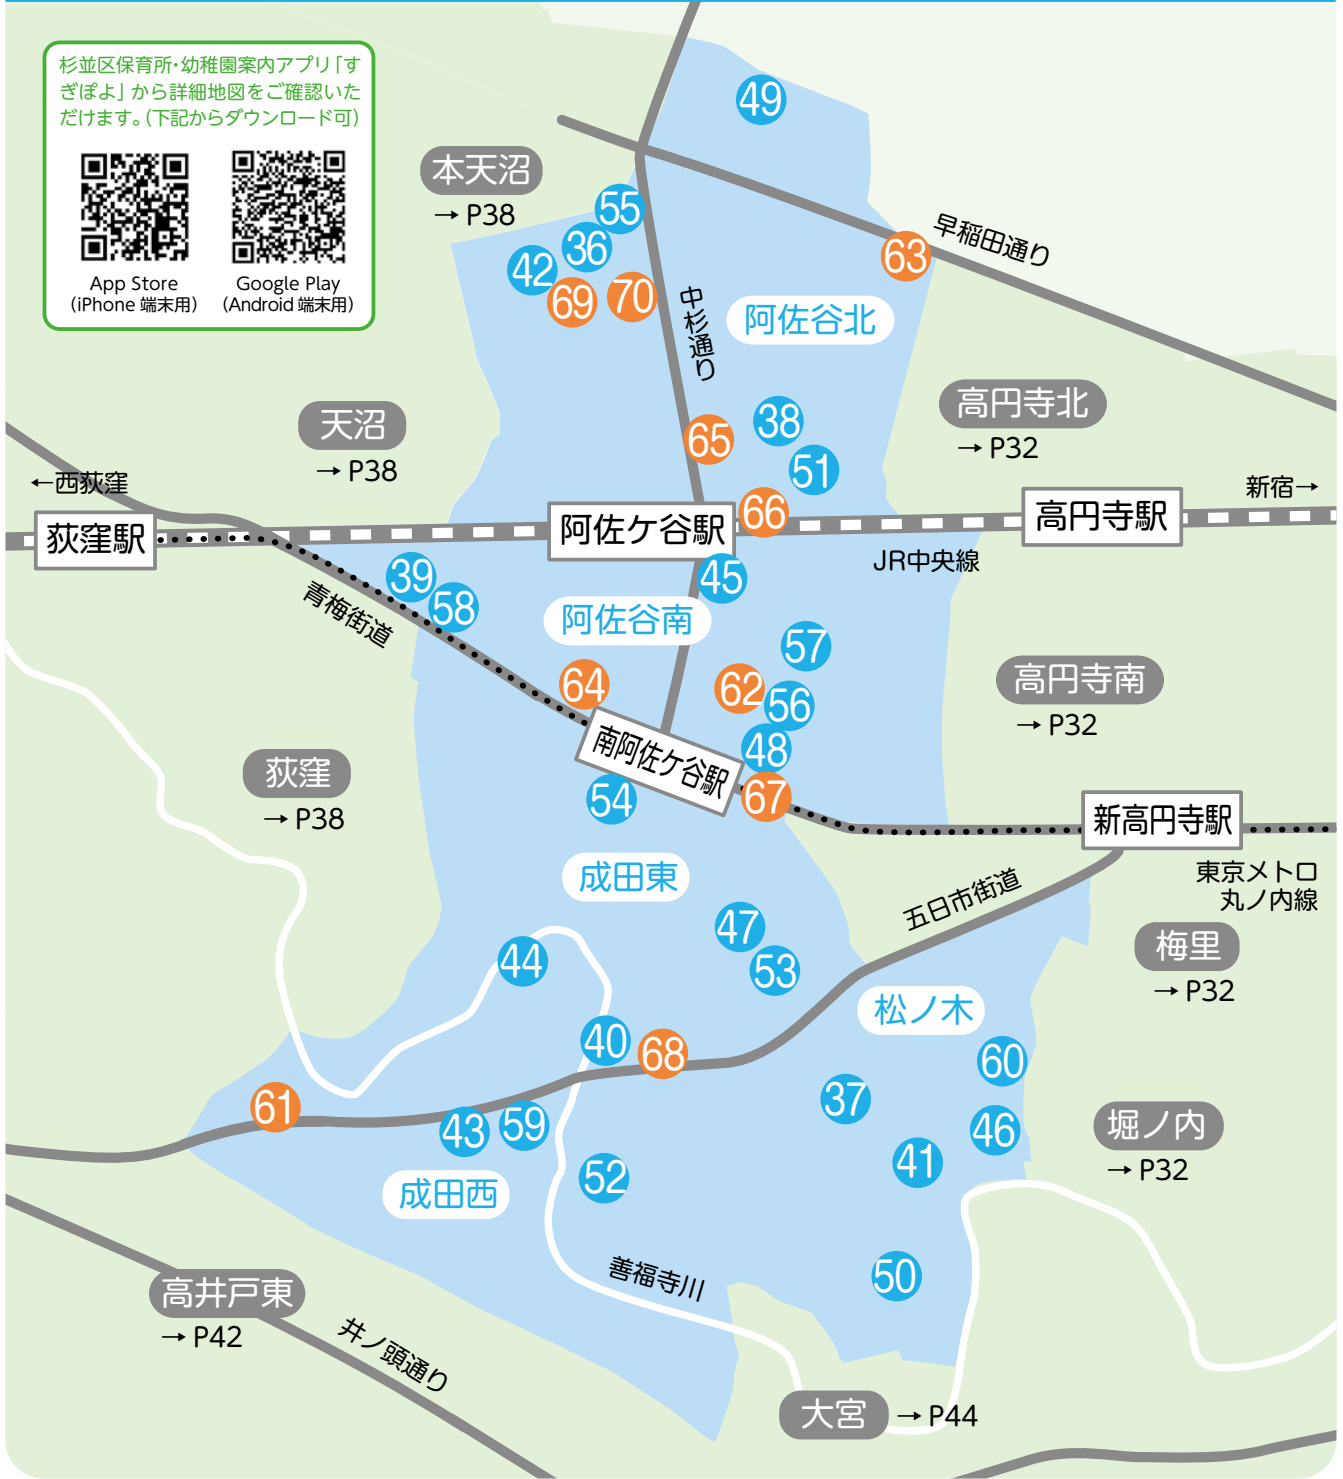 杉並区保育所・幼稚園案内アプリ「す
ぎぽよ」から詳細地図をご確認いた
だけます。（下記からダウンロード可）
App Store
（iPhone 端末用）
Google Play
（Android 端末用）
49
本天沼
→ P38
55
36
42
69
70
63
早稲田通り
中杉通り
阿佐谷北
天沼
→ P38
高円寺北
→ P32
65
38
51
←西荻窪
新宿→
66
荻窪駅
阿佐ケ谷駅
高円寺駅
JR中央線
39
58
45
青梅街道
阿佐谷南
57
64
62
56
高円寺南
→ P32
48
南阿佐ケ谷駅
67
54
荻窪
→ P38
新高円寺駅
東京メトロ
丸ノ内線
成田東
五日市街道
47
53
44
梅里
→ P32
松ノ木
40
68
60
61
37
43
59
46
41
堀ノ内
→ P32
52
成田西
善福寺川
50
高井戸東
→ P42
井ノ頭通り
大宮
→ P44